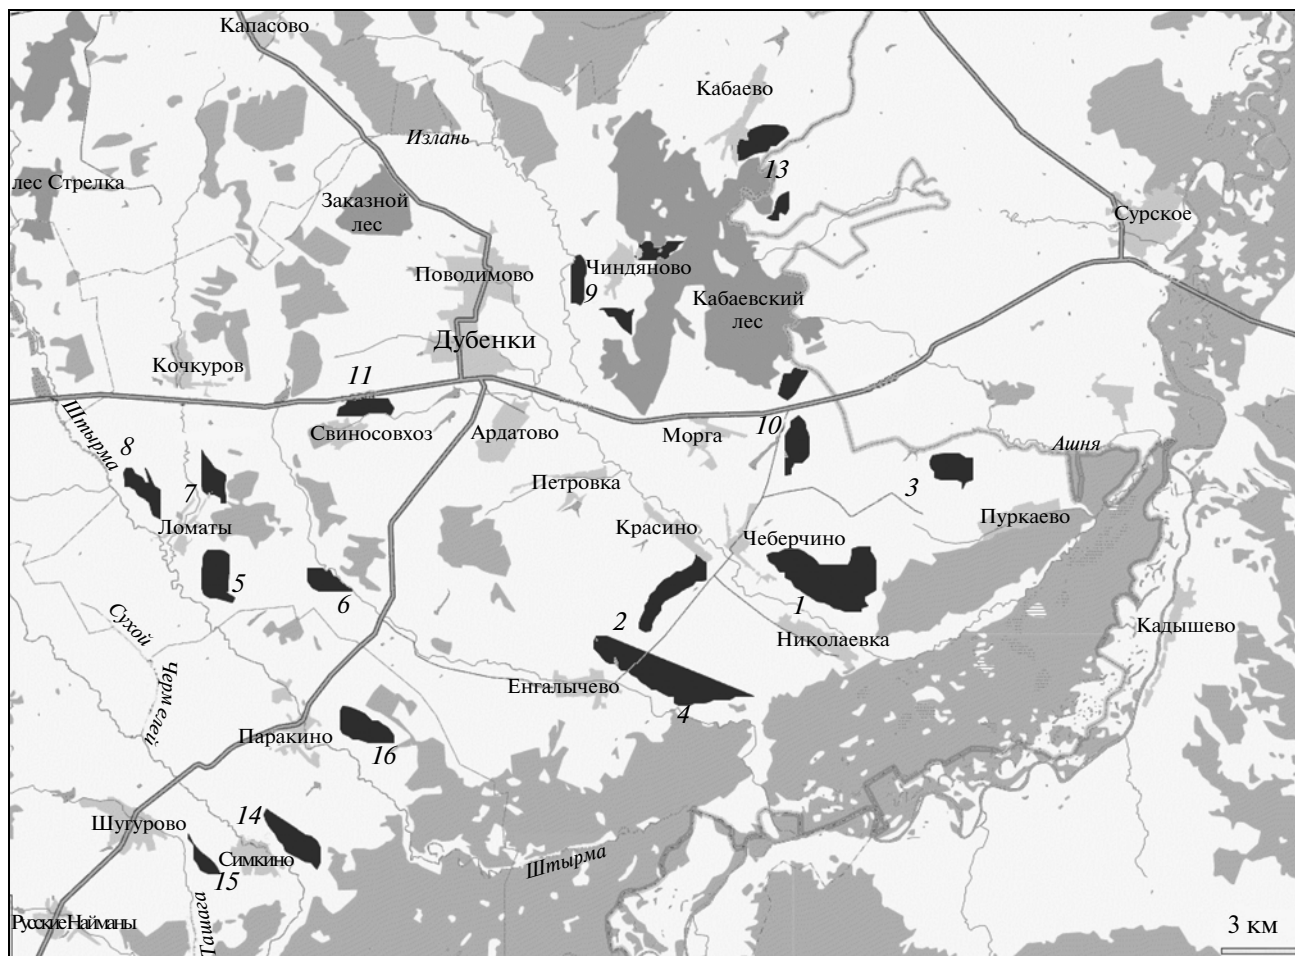 Капасово
Кабаево
Излань
13
лес Стрелка
Заказной
лес
Сурское
Поводимово
Чиндяново
9
Кабаевский
лес
Дубенки
Кочкуров
11
Штырма
Свиносовхоз
Ардатово
Морга
10
Ашня
8
7
Петровка
3
Ломаты
Красино
Чеберчино
Пуркаево
5
6
2
1
Сухой
Николаевка
Кадышево
Чермелей
Енгалычево
4
Паракино
16
14
Шугурово
Симкино
15
Штырма
Татага
Русские Найманы
3 км